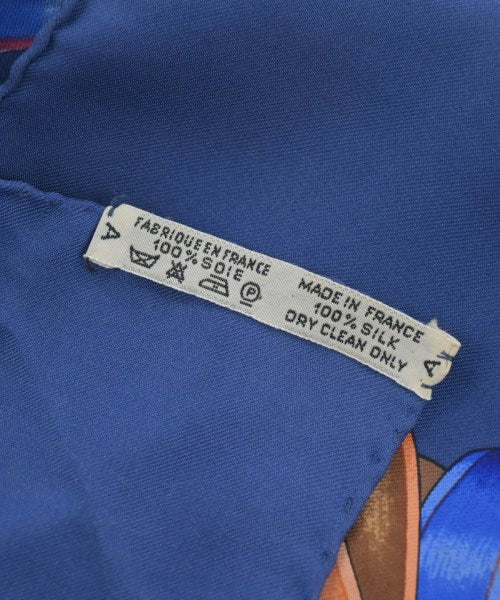 A
FABRIQUE EN FRANCE
100% SOIE
P
MADE IN FRANCE
100% SILK
DRY CLEAN ONLY
A